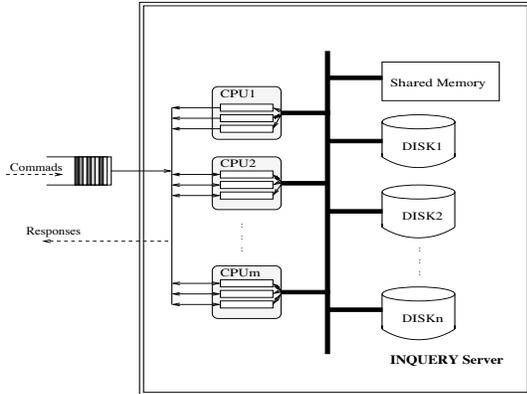 CPU1
Shared Memory
DISK1
Commads
CPU2
DISK2
Responses
CPUm
DISKn
INQUERY Server